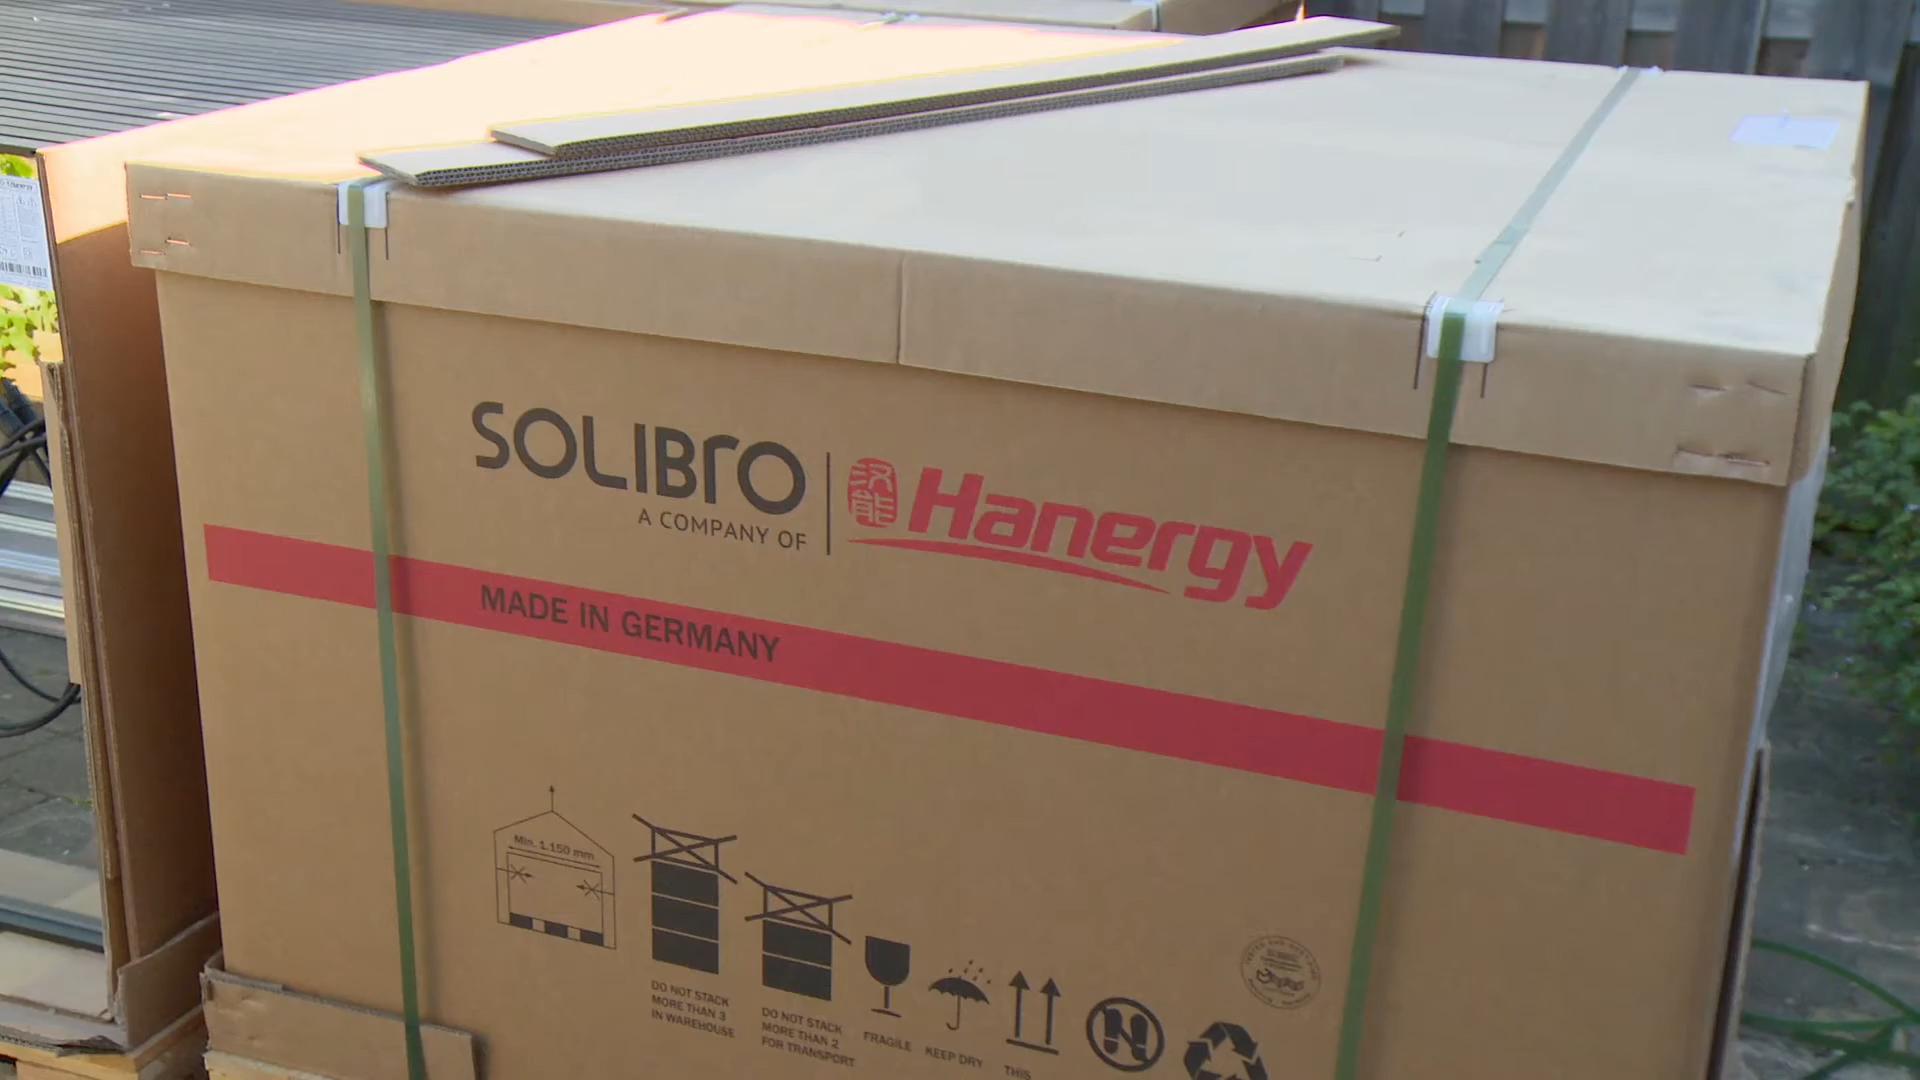 SOLIBRO
A COMPANY OF
汉能
Hanergy
MADE IN GERMANY
Min. 1.150 mm
DO NOT STACK
MORE THAN 3
IN WAREHOUSE
DO NOT STACK
MORE THAN 2
FOR TRANSPORT
FRAGILE
KEEP DRY
THIS